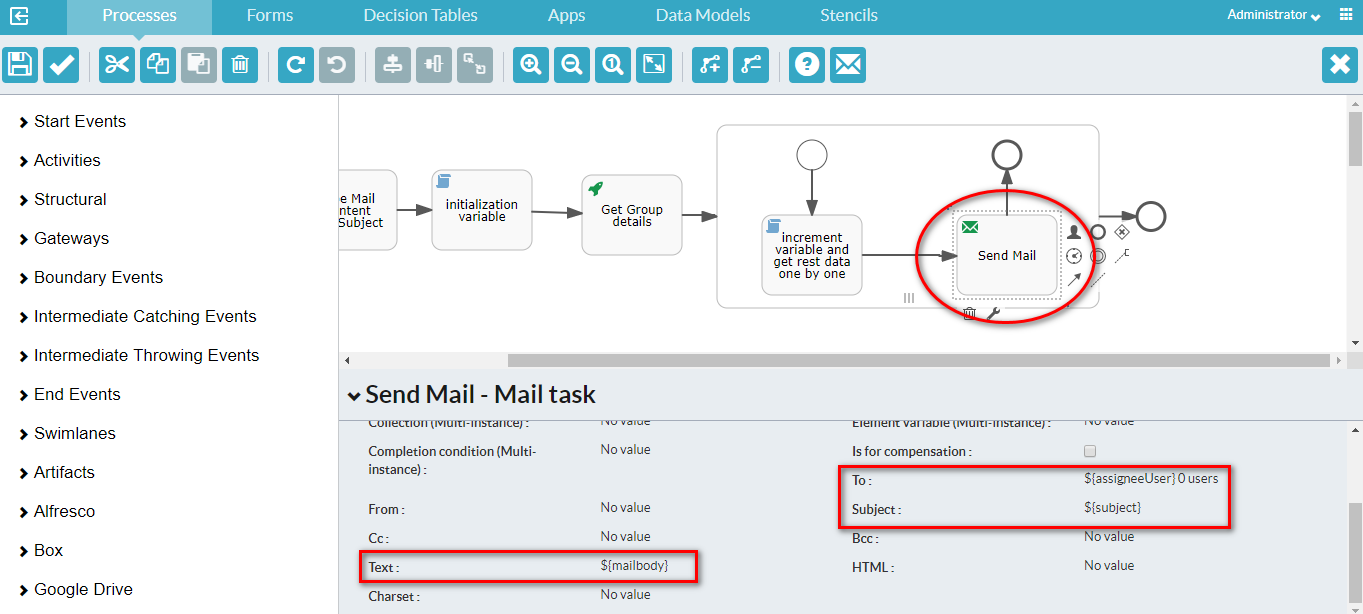 Processes
Forms
Decision Tables
Apps
Data Models
Stencils
Administrator
Start Events
Activities
Structural
Gateways
Boundary Events
Intermediate Catching Events
Intermediate Throwing Events
End Events
Swimlanes
Artifacts
Alfresco
Box
Google Drive
e Mail
ntent
Subject
initialization
variable
Get Group
details
increment
variable and
get rest data
one by one
Send Mail
Send Mail - Mail task
Collection (Multi-Instance) :
No value
Element variable (Multi-Instance) :
No value
Completion condition (Multi-
instance) :
No value
Is for compensation :
To :
${assigneeUser} 0 users
From :
No value
Subject :
${subject}
Cc :
No value
Bcc :
No value
Text :
${mailbody}
HTML :
No value
Charset :
No value